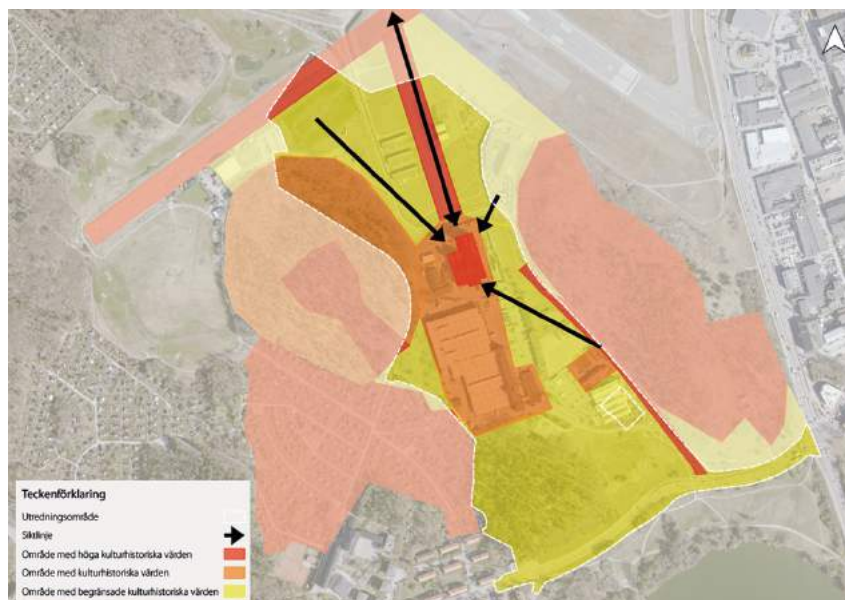 Teckenförklaring
Utredningsområde
Siktlinje
Område med höga kulturhistoriska värden
Område med kulturhistoriska värden
Område med begränsade kulturhistoriska värden